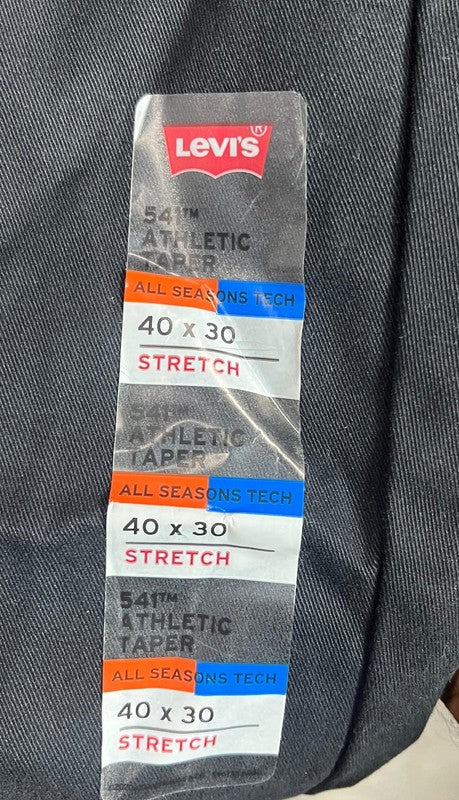 Levi's®
541™
ATHLETIC
TAPER
ALL SEASONS TECH
40 x 30
STRETCH
541™
ATHLETIC
TAPER
ALL SEASONS TECH
40 x 30
STRETCH
541™
ATHLETIC
TAPER
ALL SEASONS TECH
40 x 30
STRETCH